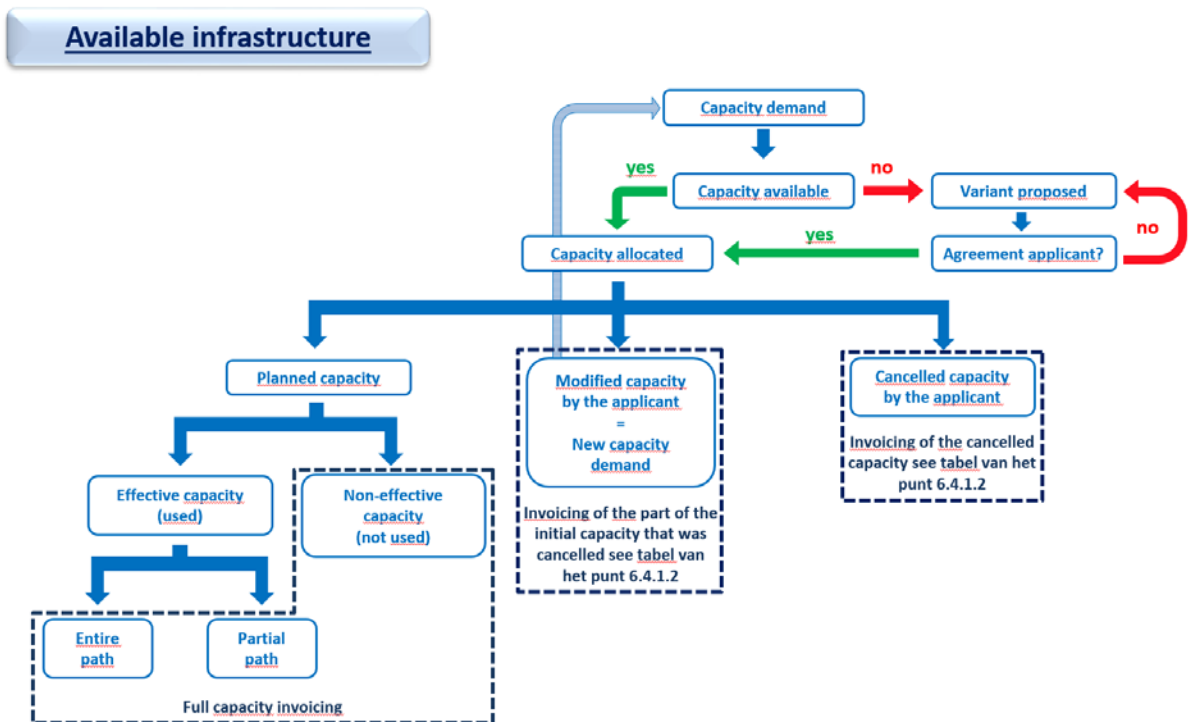 Available infrastructure
Capacity demand
yes
no
Capacity available
Variant proposed
no
yes
Capacity allocated
Agreement applicant?
Planned capacity
Modified capacity
by the applicant
=
New capacity
demand
Invoicing of the part of the
initial capacity that was
cancelled see tabel van
het punt 6.4.1.2
Cancelled capacity
by the applicant
Invoicing of the cancelled
capacity see tabel van het
punt 6.4.1.2
Effective capacity
(used)
Non-effective
capacity
(not used)
Entire
path
Partial
path
Full capacity invoicing